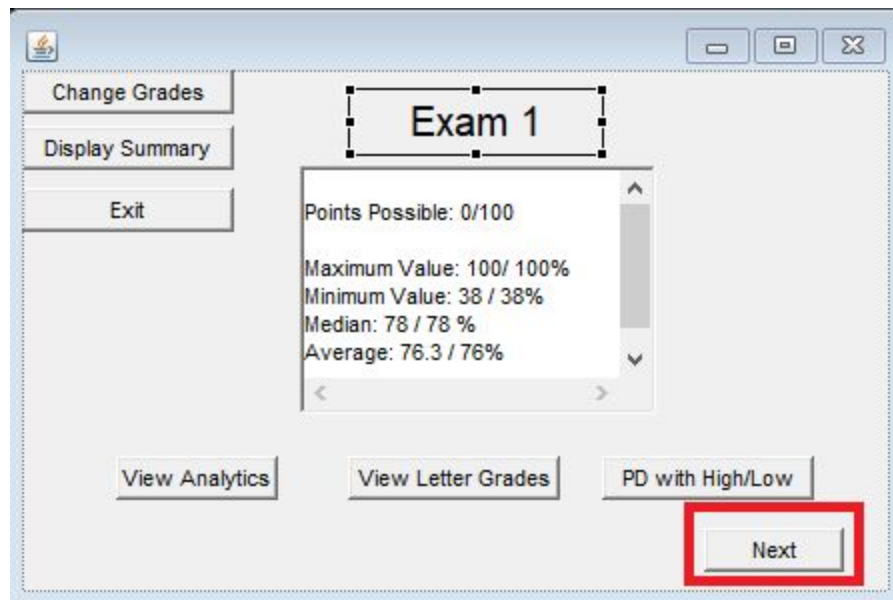 Change Grades
Exam 1
Display Summary
Exit
Points Possible: 0/100
Maximum Value: 100/ 100%
Minimum Value: 38 / 38%
Median: 78 / 78 %
Average: 76.3 / 76%
View Analytics
View Letter Grades
PD with High/Low
Next